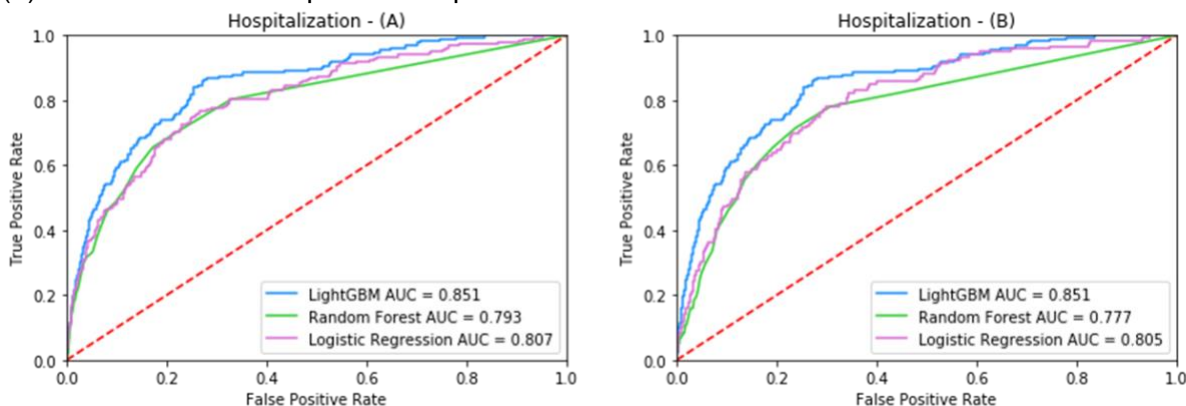 Hospitalization - (A)
1.0
0.8
0.6
0.4
0.2
0.0
True Positive Rate
LightGBM AUC = 0.851
Random Forest AUC = 0.793
Logistic Regression AUC = 0.807
0.0 0.2 0.4 0.6 0.8 1.0
False Positive Rate
Hospitalization - (B)
1.0
0.8
0.6
0.4
0.2
0.0
True Positive Rate
LightGBM AUC = 0.851
Random Forest AUC = 0.777
Logistic Regression AUC = 0.805
0.0 0.2 0.4 0.6 0.8 1.0
False Positive Rate